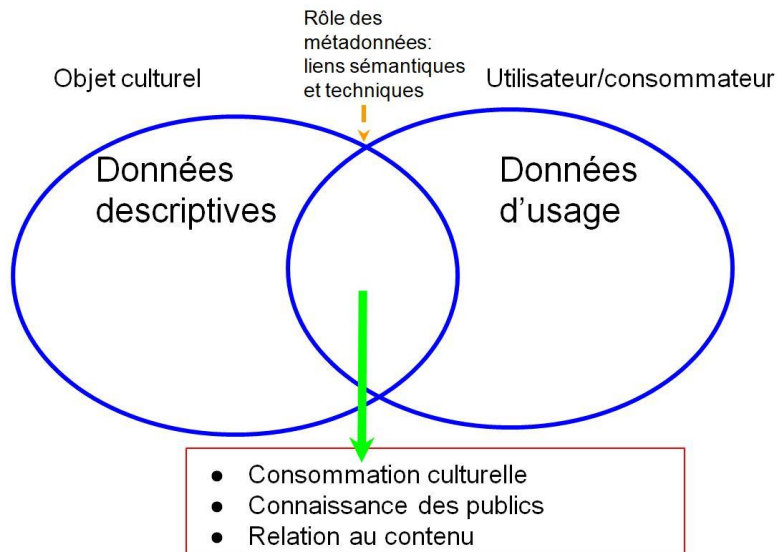 Rôle des
métadonnées:
liens sémantiques
et techniques
Objet culturel
Utilisateur/consommateur
Données
descriptives
Données
d’usage
● Consommation culturelle
● Connaissance des publics
● Relation au contenu